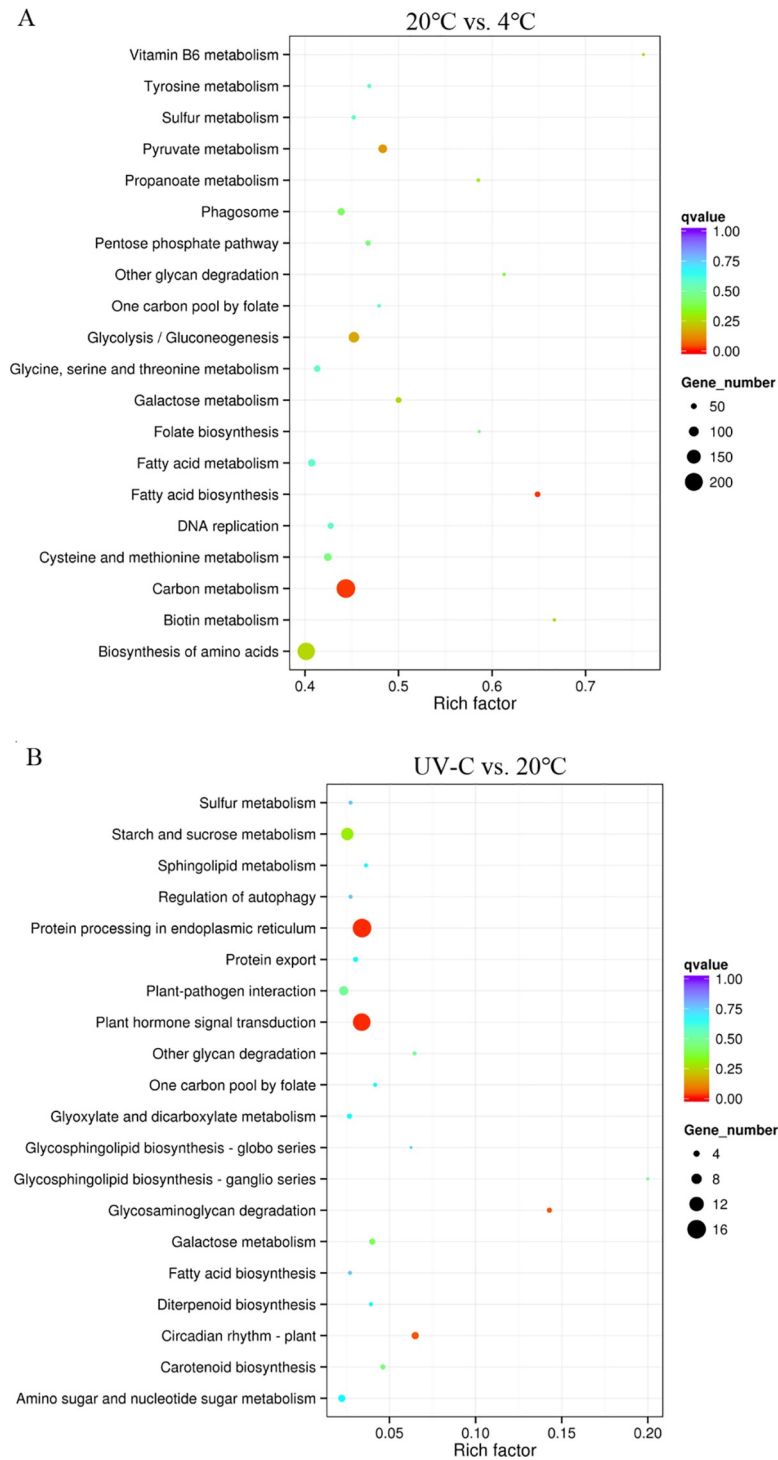 A
20℃ vs. 4℃
Vitamin B6 metabolism
Tyrosine metabolism
Sulfur metabolism
Pyruvate metabolism
Propanoate metabolism
Phagosome
Pentose phosphate pathway
Other glycan degradation
One carbon pool by folate
Glycolysis / Gluconeogenesis
Glycine, serine and threonine metabolism
Galactose metabolism
Folate biosynthesis
Fatty acid metabolism
Fatty acid biosynthesis
DNA replication
Cysteine and methionine metabolism
Carbon metabolism
Biotin metabolism
Biosynthesis of amino acids
0.4 0.5 0.6 0.7
Rich factor
qvalue
1.00
0.75
0.50
0.25
0.00
Gene_number
50
100
150
200
B
UV-C vs. 20℃
Sulfur metabolism
Starch and sucrose metabolism
Sphingolipid metabolism
Regulation of autophagy
Protein processing in endoplasmic reticulum
Protein export
Plant-pathogen interaction
Plant hormone signal transduction
Other glycan degradation
One carbon pool by folate
Glyoxylate and dicarboxylate metabolism
Glycosphingolipid biosynthesis - globo series
Glycosphingolipid biosynthesis - ganglio series
Glycosaminoglycan degradation
Galactose metabolism
Fatty acid biosynthesis
Diterpenoid biosynthesis
Circadian rhythm - plant
Carotenoid biosynthesis
Amino sugar and nucleotide sugar metabolism
0.05 0.10 0.15 0.20
Rich factor
qvalue
1.00
0.75
0.50
0.25
0.00
Gene_number
4
8
12
16